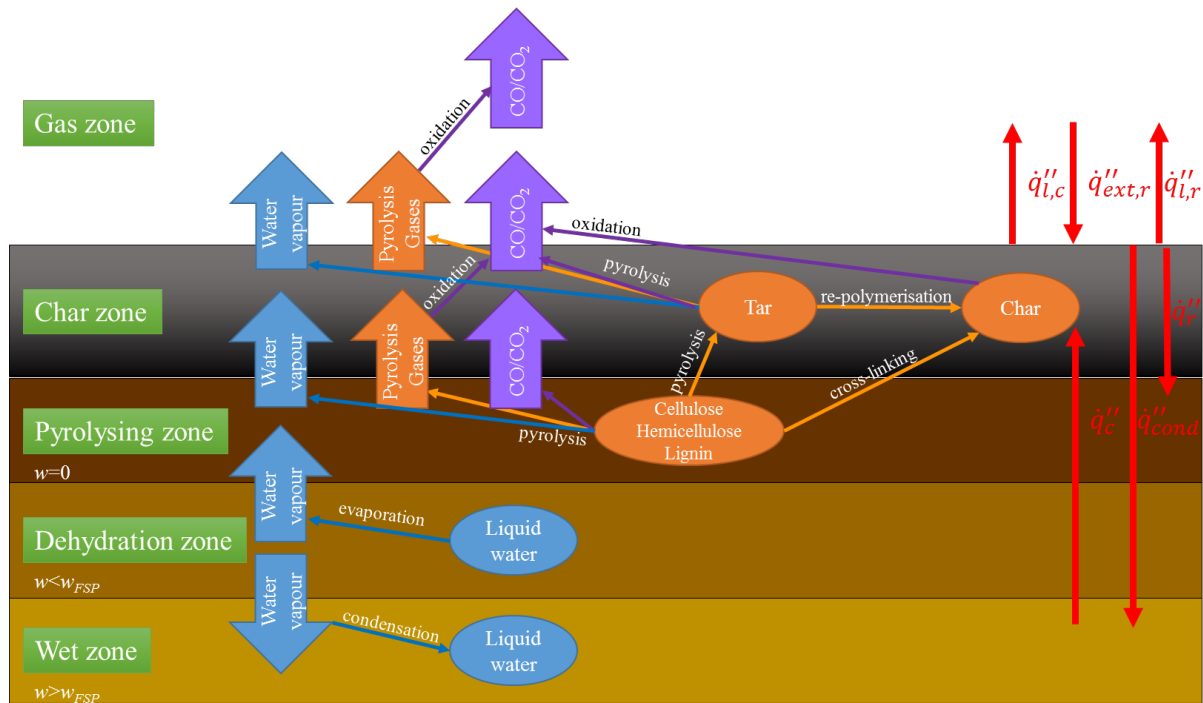 CO/CO₂
Gas zone
oxidation
Water
vapour
Pyrolysis
Gases
CO/CO₂
oxidation
q̇″l,c
q̇″ext,r
q̇″l,r
Char zone
oxidation
pyrolysis
Tar
re-polymerisation
Char
q̇″r
Water
vapour
Pyrolysis
Gases
CO/CO₂
pyrolysis
cross-linking
Pyrolysing zone
w=0
pyrolysis
Cellulose
Hemicellulose
Lignin
q̇″c
q̇″cond
Water
vapour
Dehydration zone
w<wFSP
evaporation
Liquid
water
Water
vapour
Wet zone
w>wFSP
condensation
Liquid
water